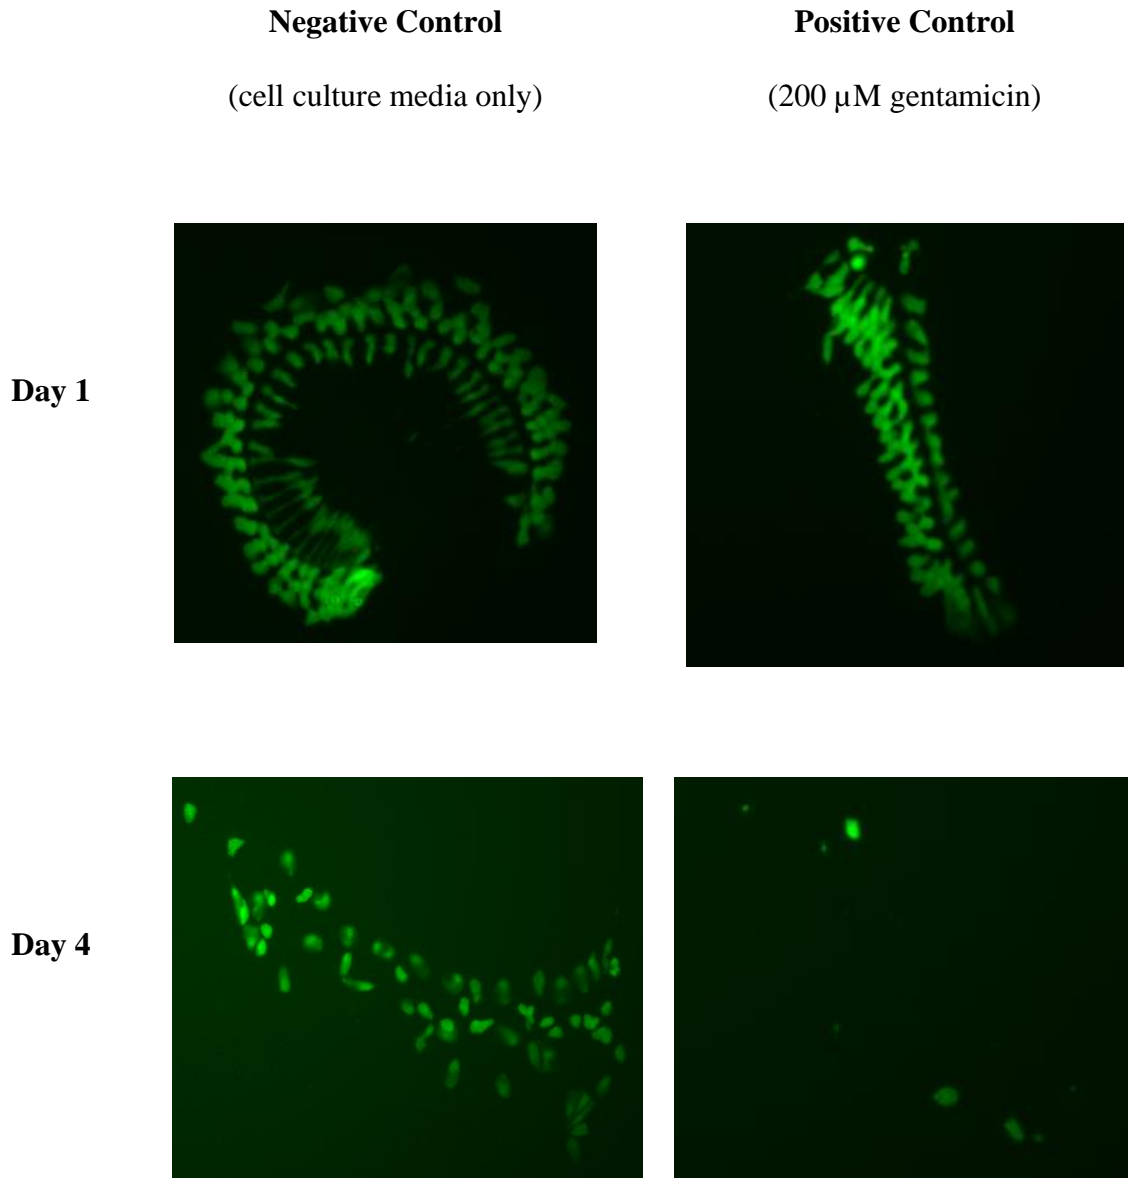 Negative Control
Positive Control
(cell culture media only)
(200 µM gentamicin)
Day 1
Day 4